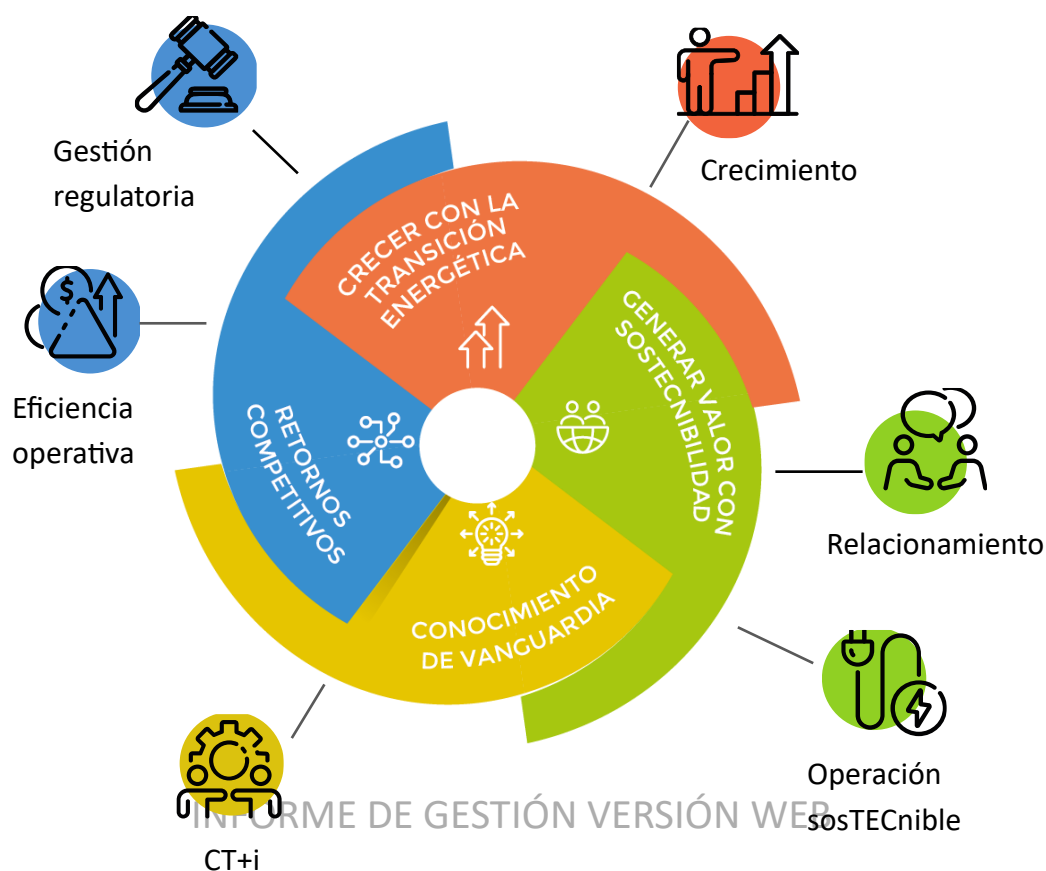 Gestión
regulatoria
Crecimiento
CRECER CON LA
TRANSICIÓN
ENERGÉTICA
GENERAR VALOR CON
SOSTECNIBILIDAD
$
Eficiencia
operativa
RETORNOS
COMPETITIVOS
Relacionamiento
CONOCIMIENTO
DE VANGUARDIA
Operación
sosTECnible
INFORME DE GESTIÓN VERSIÓN WEB
CT+i